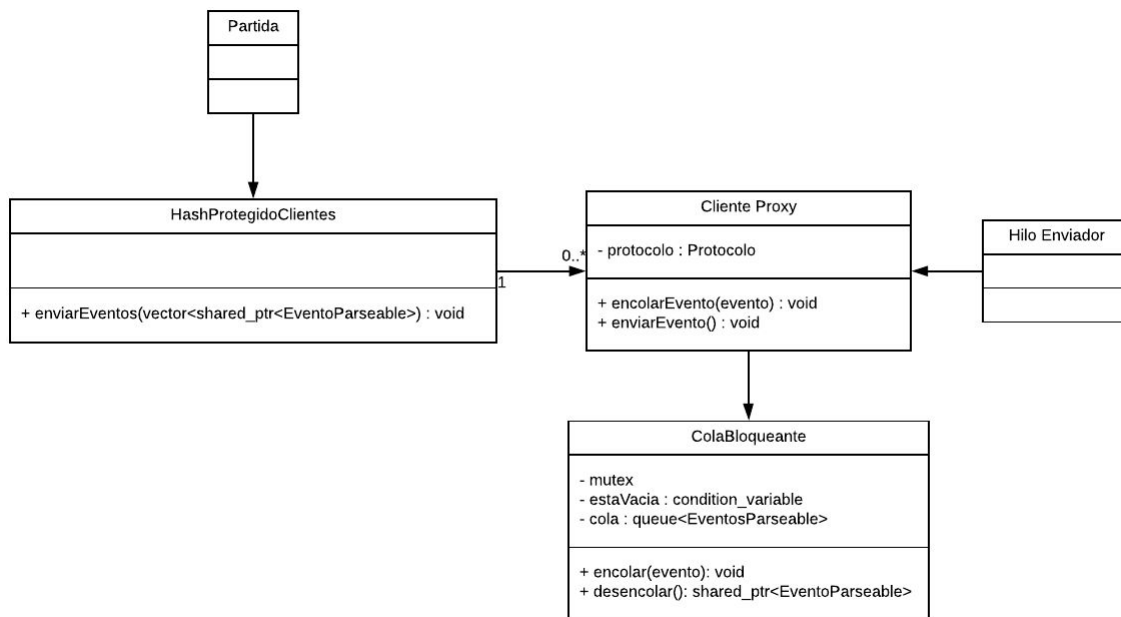 Partida
HashProtegidoClientes
+ enviarEventos(vector<shared_ptr<EventoParseable>) : void
1
0..*
Cliente Proxy
- protocolo : Protocolo
+ encolarEvento(evento) : void
+ enviarEvento() : void
Hilo Enviador
ColaBloqueante
- mutex
- estaVacia : condition_variable
- cola : queue<EventosParseable>
+ encolar(evento): void
+ desencolar(): shared_ptr<EventoParseable>